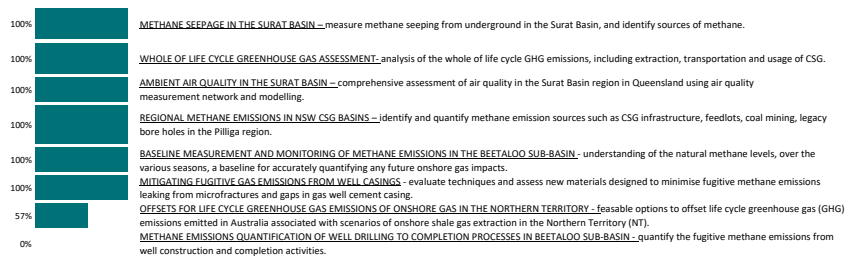 100% METHANE SEEPAGE IN THE SURAT BASIN – measure methane seeping from underground in the Surat Basin, and identify sources of methane.
100% WHOLE OF LIFE CYCLE GREENHOUSE GAS ASSESSMENT- analysis of the whole of life cycle GHG emissions, including extraction, transportation and usage of CSG.
100% AMBIENT AIR QUALITY IN THE SURAT BASIN – comprehensive assessment of air quality in the Surat Basin region in Queensland using air quality
measurement network and modelling.
100% REGIONAL METHANE EMISSIONS IN NSW CSG BASINS – identify and quantify methane emission sources such as CSG infrastructure, feedlots, coal mining, legacy
bore holes in the Pilliga region.
100% BASELINE MEASUREMENT AND MONITORING OF METHANE EMISSIONS IN THE BEETALOO SUB-BASIN - understanding of the natural methane levels, over the
various seasons, a baseline for accurately quantifying any future onshore gas impacts.
100% MITIGATING FUGITIVE GAS EMISSIONS FROM WELL CASINGS - evaluate techniques and assess new materials designed to minimise fugitive methane emissions
leaking from microfractures and gaps in gas well cement casing.
57% OFFSETS FOR LIFE CYCLE GREENHOUSE GAS EMISSIONS OF ONSHORE GAS IN THE NORTHERN TERRITORY - feasable options to offset life cycle greenhouse gas (GHG)
emissions emitted in Australia associated with scenarios of onshore shale gas extraction in the Northern Territory (NT).
0% METHANE EMISSIONS QUANTIFICATION OF WELL DRILLING TO COMPLETION PROCESSES IN BEETALOO SUB-BASIN - quantify the fugitive methane emissions from
well construction and completion activities.